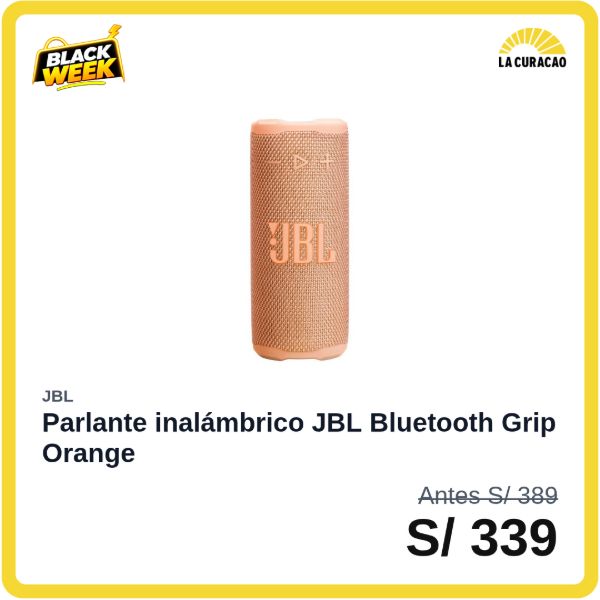 BLACK
WEEK
LA CURACAO
JBL
JBL
Parlante inalámbrico JBL Bluetooth Grip
Orange
Antes S/ 389
S/ 339